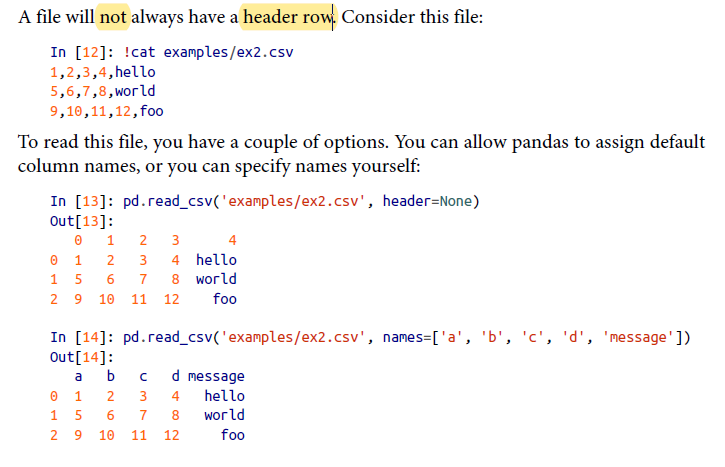 A file will not always have a header row. Consider this file:
In [12]: !cat examples/ex2.csv
1,2,3,4,hello
5,6,7,8,world
9,10,11,12,foo
To read this file, you have a couple of options. You can allow pandas to assign default
column names, or you can specify names yourself:
In [13]: pd.read_csv('examples/ex2.csv', header=None)
Out[13]:
   0   1   2   3      4
0  1   2   3   4  hello
1  5   6   7   8  world
2  9  10  11  12    foo
In [14]: pd.read_csv('examples/ex2.csv', names=['a', 'b', 'c', 'd', 'message'])
Out[14]:
   a   b   c   d message
0  1   2   3   4   hello
1  5   6   7   8   world
2  9  10  11  12     foo